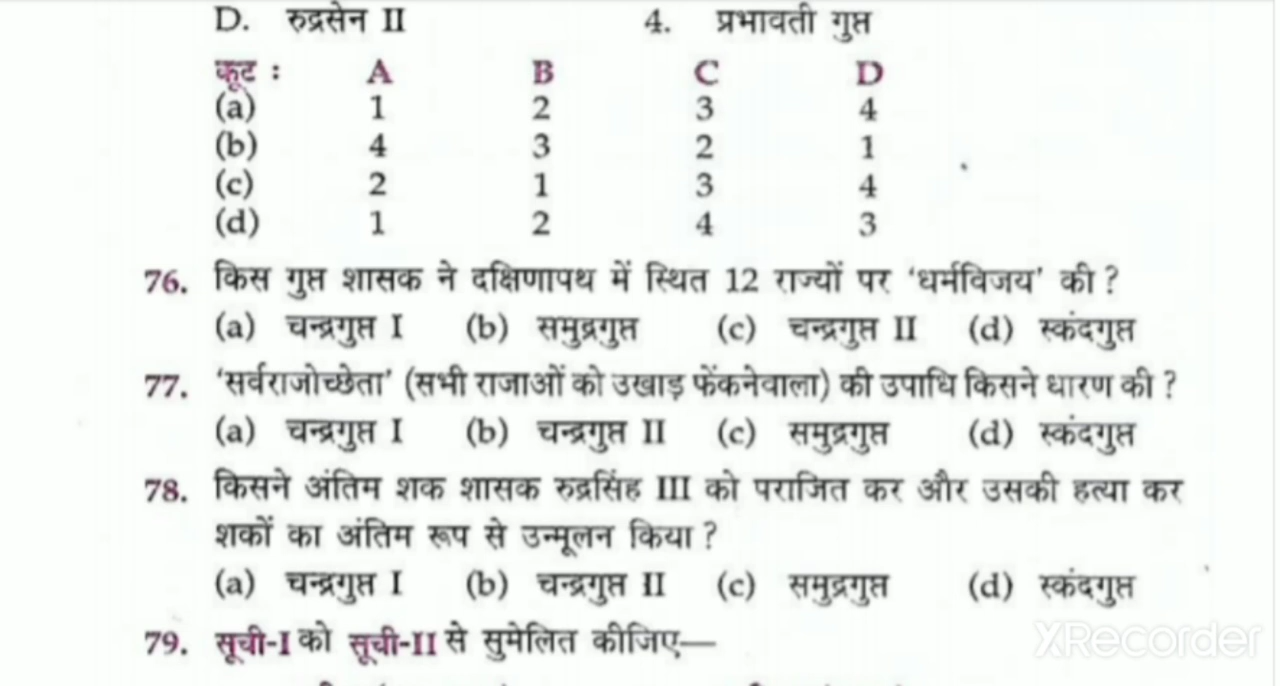 D. रुद्रसेन II 4. प्रभावती गुप्त
कूट : A B C D
(a) 1 2 3 4
(b) 4 3 2 1
(c) 2 1 3 4
(d) 1 2 4 3
76. किस गुप्त शासक ने दक्षिणापथ में स्थित 12 राज्यों पर ‘धर्मविजय’ की ?
(a) चन्द्रगुप्त I (b) समुद्रगुप्त (c) चन्द्रगुप्त II (d) स्कंदगुप्त
77. ‘सर्वराजोच्छेता’ (सभी राजाओं को उखाड़ फेंकनेवाला) की उपाधि किसने धारण की ?
(a) चन्द्रगुप्त I (b) चन्द्रगुप्त II (c) समुद्रगुप्त (d) स्कंदगुप्त
78. किसने अंतिम शक शासक रुद्रसिंह III को पराजित कर और उसकी हत्या कर
शकों का अंतिम रूप से उन्मूलन किया ?
(a) चन्द्रगुप्त I (b) चन्द्रगुप्त II (c) समुद्रगुप्त (d) स्कंदगुप्त
79. सूची-I को सूची-II से सुमेलित कीजिए—
XRecorder